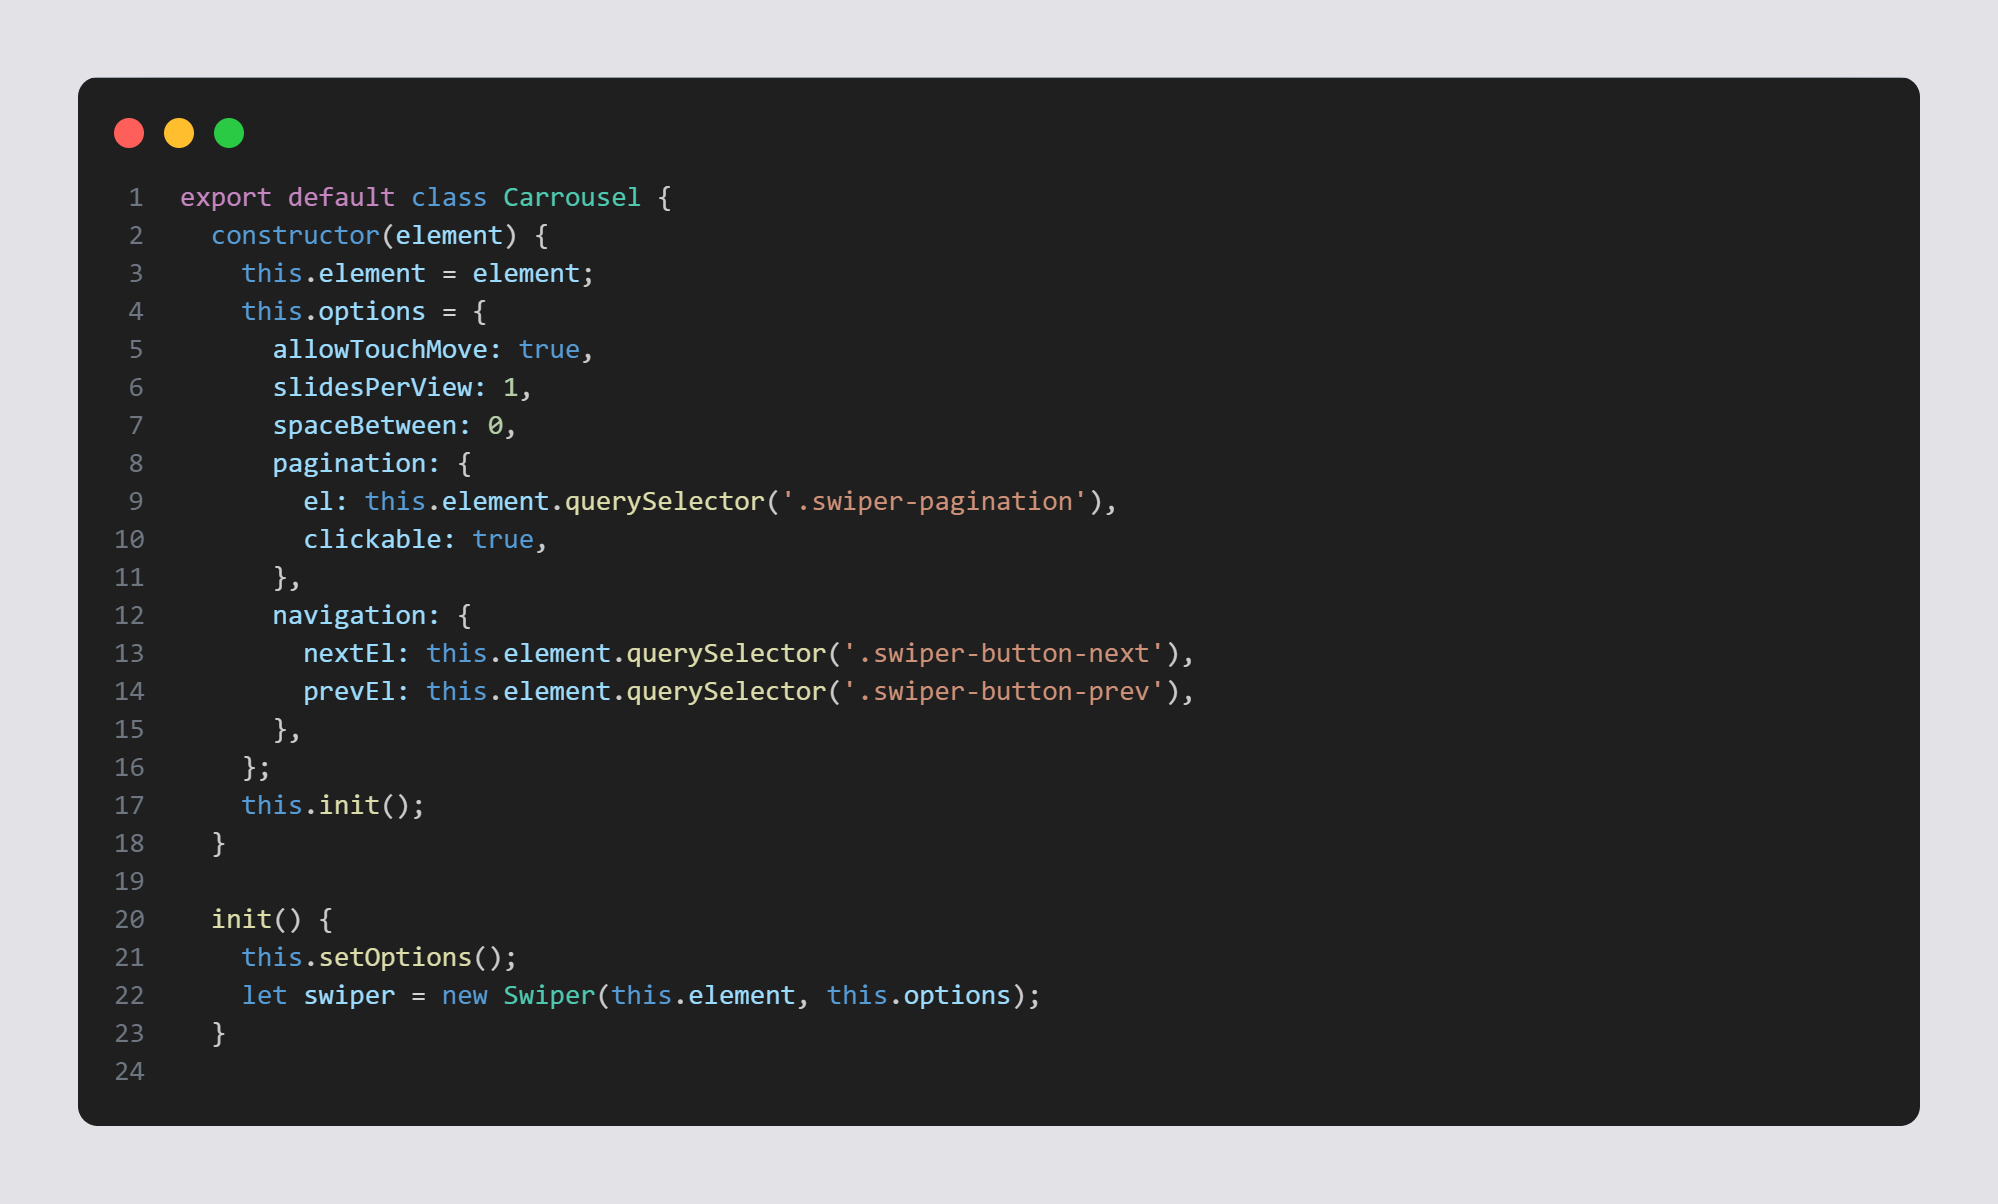 1 export default class Carrousel {
2   constructor(element) {
3     this.element = element;
4     this.options = {
5       allowTouchMove: true,
6       slidesPerView: 1,
7       spaceBetween: 0,
8       pagination: {
9         el: this.element.querySelector('.swiper-pagination'),
10         clickable: true,
11       },
12       navigation: {
13         nextEl: this.element.querySelector('.swiper-button-next'),
14         prevEl: this.element.querySelector('.swiper-button-prev'),
15       },
16     };
17     this.init();
18   }
19
20   init() {
21     this.setOptions();
22     let swiper = new Swiper(this.element, this.options);
23   }
24